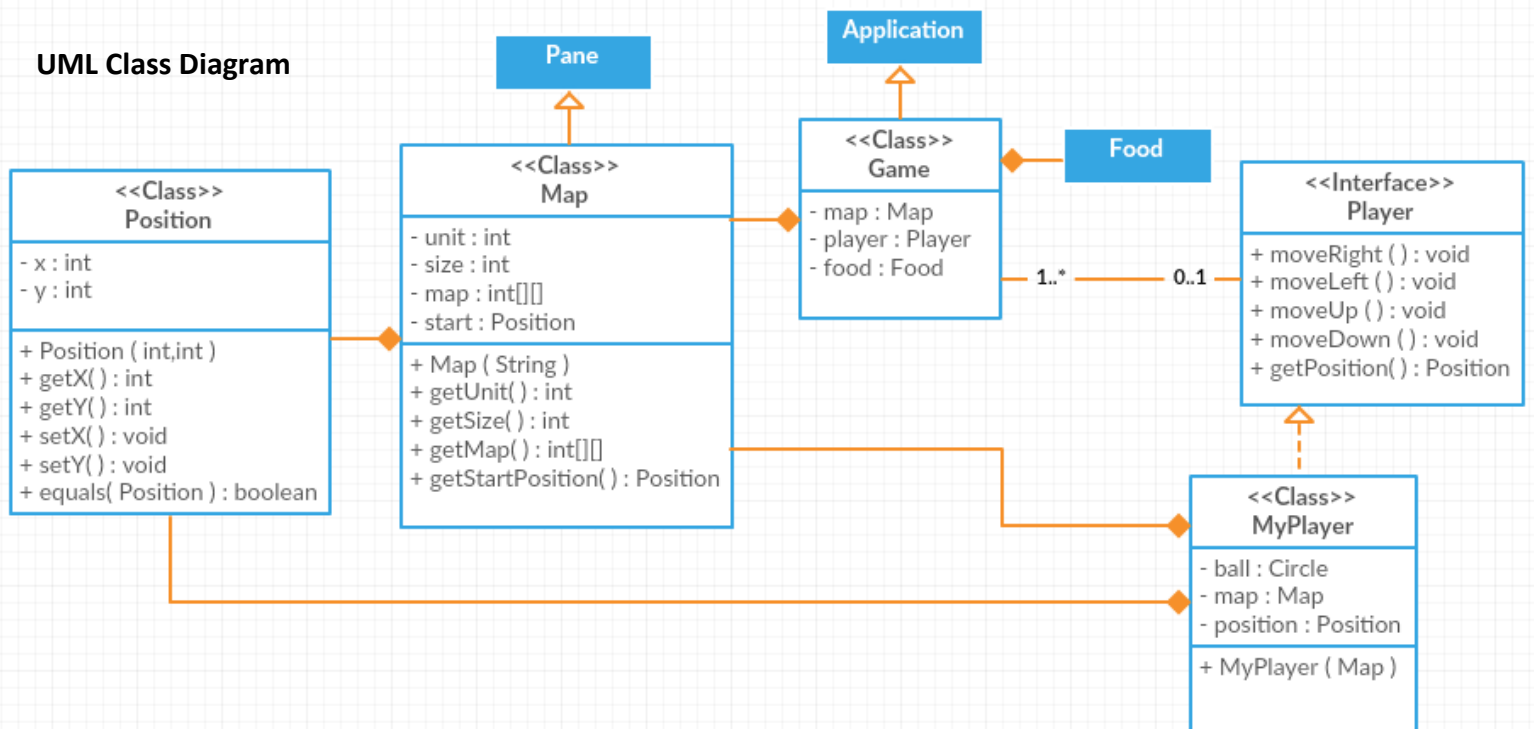 UML Class Diagram
Pane
Application
Food
<<Class>>
Position
- x : int
- y : int
+ Position ( int,int )
+ getX( ) : int
+ getY( ) : int
+ setX( ) : void
+ setY( ) : void
+ equals( Position ) : boolean
<<Class>>
Map
- unit : int
- size : int
- map : int[][]
- start : Position
+ Map ( String )
+ getUnit( ) : int
+ getSize( ) : int
+ getMap( ) : int[][]
+ getStartPosition( ) : Position
<<Class>>
Game
- map : Map
- player : Player
- food : Food
1..*
0..1
<<Interface>>
Player
+ moveRight ( ) : void
+ moveLeft ( ) : void
+ moveUp ( ) : void
+ moveDown ( ) : void
+ getPosition( ) : Position
<<Class>>
MyPlayer
- ball : Circle
- map : Map
- position : Position
+ MyPlayer ( Map )